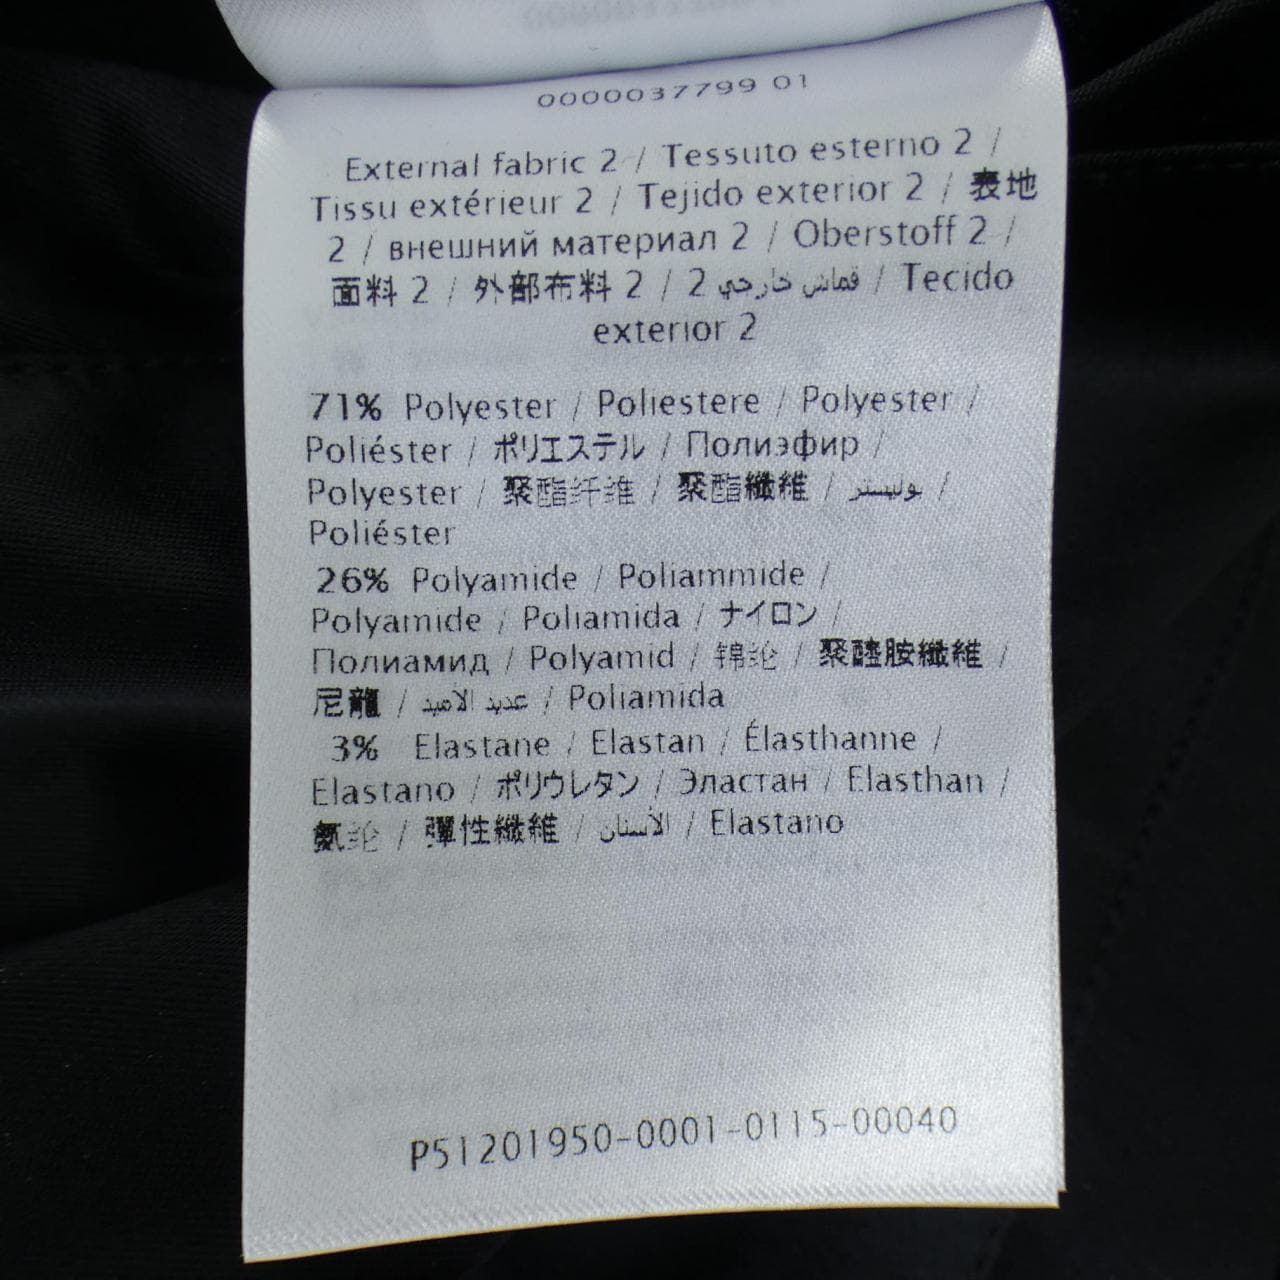 0000037799 01
External fabric 2 / Tessuto esterno 2 /
Tissu extérieur 2 / Tejido exterior 2 / 表地
2 / внешний материал 2 / Oberstoff 2 /
面料 2 / 外部布料 2 / قماش خارجي 2 / Tecido
exterior 2
71% Polyester / Poliestere / Polyester /
Poliéster / ポリエステル / Полиэфир /
Polyester / 聚酯纤维 / 聚酯纖維 / بوليستر /
Poliéster
26% Polyamide / Poliammide /
Polyamide / Poliamida / ナイロン /
Полиамид / Polyamid / 锦纶 / 聚醯胺纖維 /
尼龍 / عديد الاميد / Poliamida
3% Elastane / Elastan / Élasthanne /
Elastano / ポリウレタン / Эластан / Elasthan /
氨纶 / 彈性纖維 / الأستان / Elastano
P51201950-0001-0115-00040